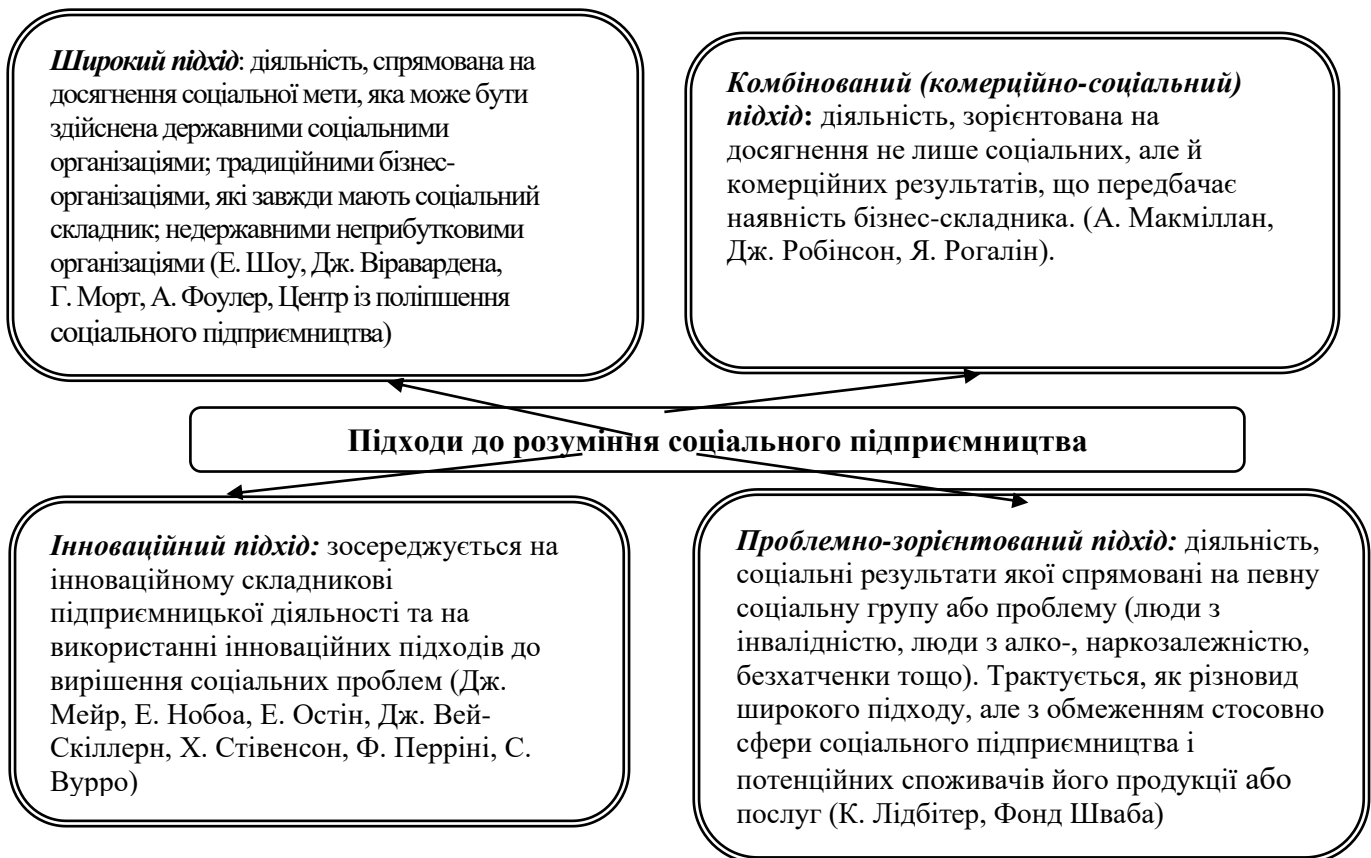 Широкий підхід: діяльність, спрямована на
досягнення соціальної мети, яка може бути
здійснена державними соціальними
організаціями; традиційними бізнес-
організаціями, які завжди мають соціальний
складник; недержавними неприбутковими
організаціями (Е. Шоу, Дж. Віравардена,
Г. Морт, А. Фоулер, Центр із поліпшення
соціального підприємництва)
Комбінований (комерційно-соціальний)
підхід: діяльність, зорієнтована на
досягнення не лише соціальних, але й
комерційних результатів, що передбачає
наявність бізнес-складника. (А. Макміллан,
Дж. Робінсон, Я. Рогалін).
Підходи до розуміння соціального підприємництва
Інноваційний підхід: зосереджується на
інноваційному складникові
підприємницької діяльності та на
використанні інноваційних підходів до
вирішення соціальних проблем (Дж.
Мейр, Е. Нобоа, Е. Остін, Дж. Вей-
Скіллерн, Х. Стівенсон, Ф. Перріні, С.
Вурро)
Проблемно-зорієнтований підхід: діяльність,
соціальні результати якої спрямовані на певну
соціальну групу або проблему (люди з
інвалідністю, люди з алко-, наркозалежністю,
безхатченки тощо). Трактується, як різновид
широкого підходу, але з обмеженням стосовно
сфери соціального підприємництва і
потенційних споживачів його продукції або
послуг (К. Лідбітер, Фонд Шваба)